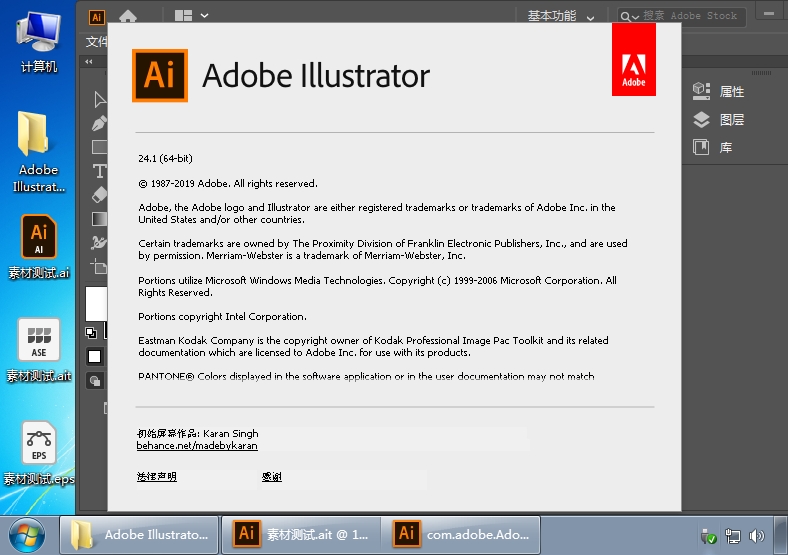 计算机
Adobe
Illustrat...
Ai
AI
素材测试.ai
ASE
素材测试.ait
EPS
素材测试.eps
Ai
基本功能
搜索 Adobe Stock
文件
属性
图层
库
Ai
Adobe Illustrator
Adobe
24.1 (64-bit)
© 1987-2019 Adobe. All rights reserved.
Adobe, the Adobe logo and Illustrator are either registered trademarks or trademarks of Adobe Inc. in the
United States and/or other countries.
Certain trademarks are owned by The Proximity Division of Franklin Electronic Publishers, Inc., and are used
by permission. Merriam-Webster is a trademark of Merriam-Webster, Inc.
Portions utilize Microsoft Windows Media Technologies. Copyright (c) 1999-2006 Microsoft Corporation. All
Rights Reserved.
Portions copyright Intel Corporation.
Eastman Kodak Company is the copyright owner of Kodak Professional Image Pac Toolkit and its related
documentation which are licensed to Adobe Inc. for use with its products.
PANTONE® Colors displayed in the software application or in the user documentation may not match
初始屏幕作品: Karan Singh
behance.net/madebykaran
法律声明 感谢
Adobe Illustrato...
Ai
素材测试.ait @ 1...
Ai
com.adobe.Ado...